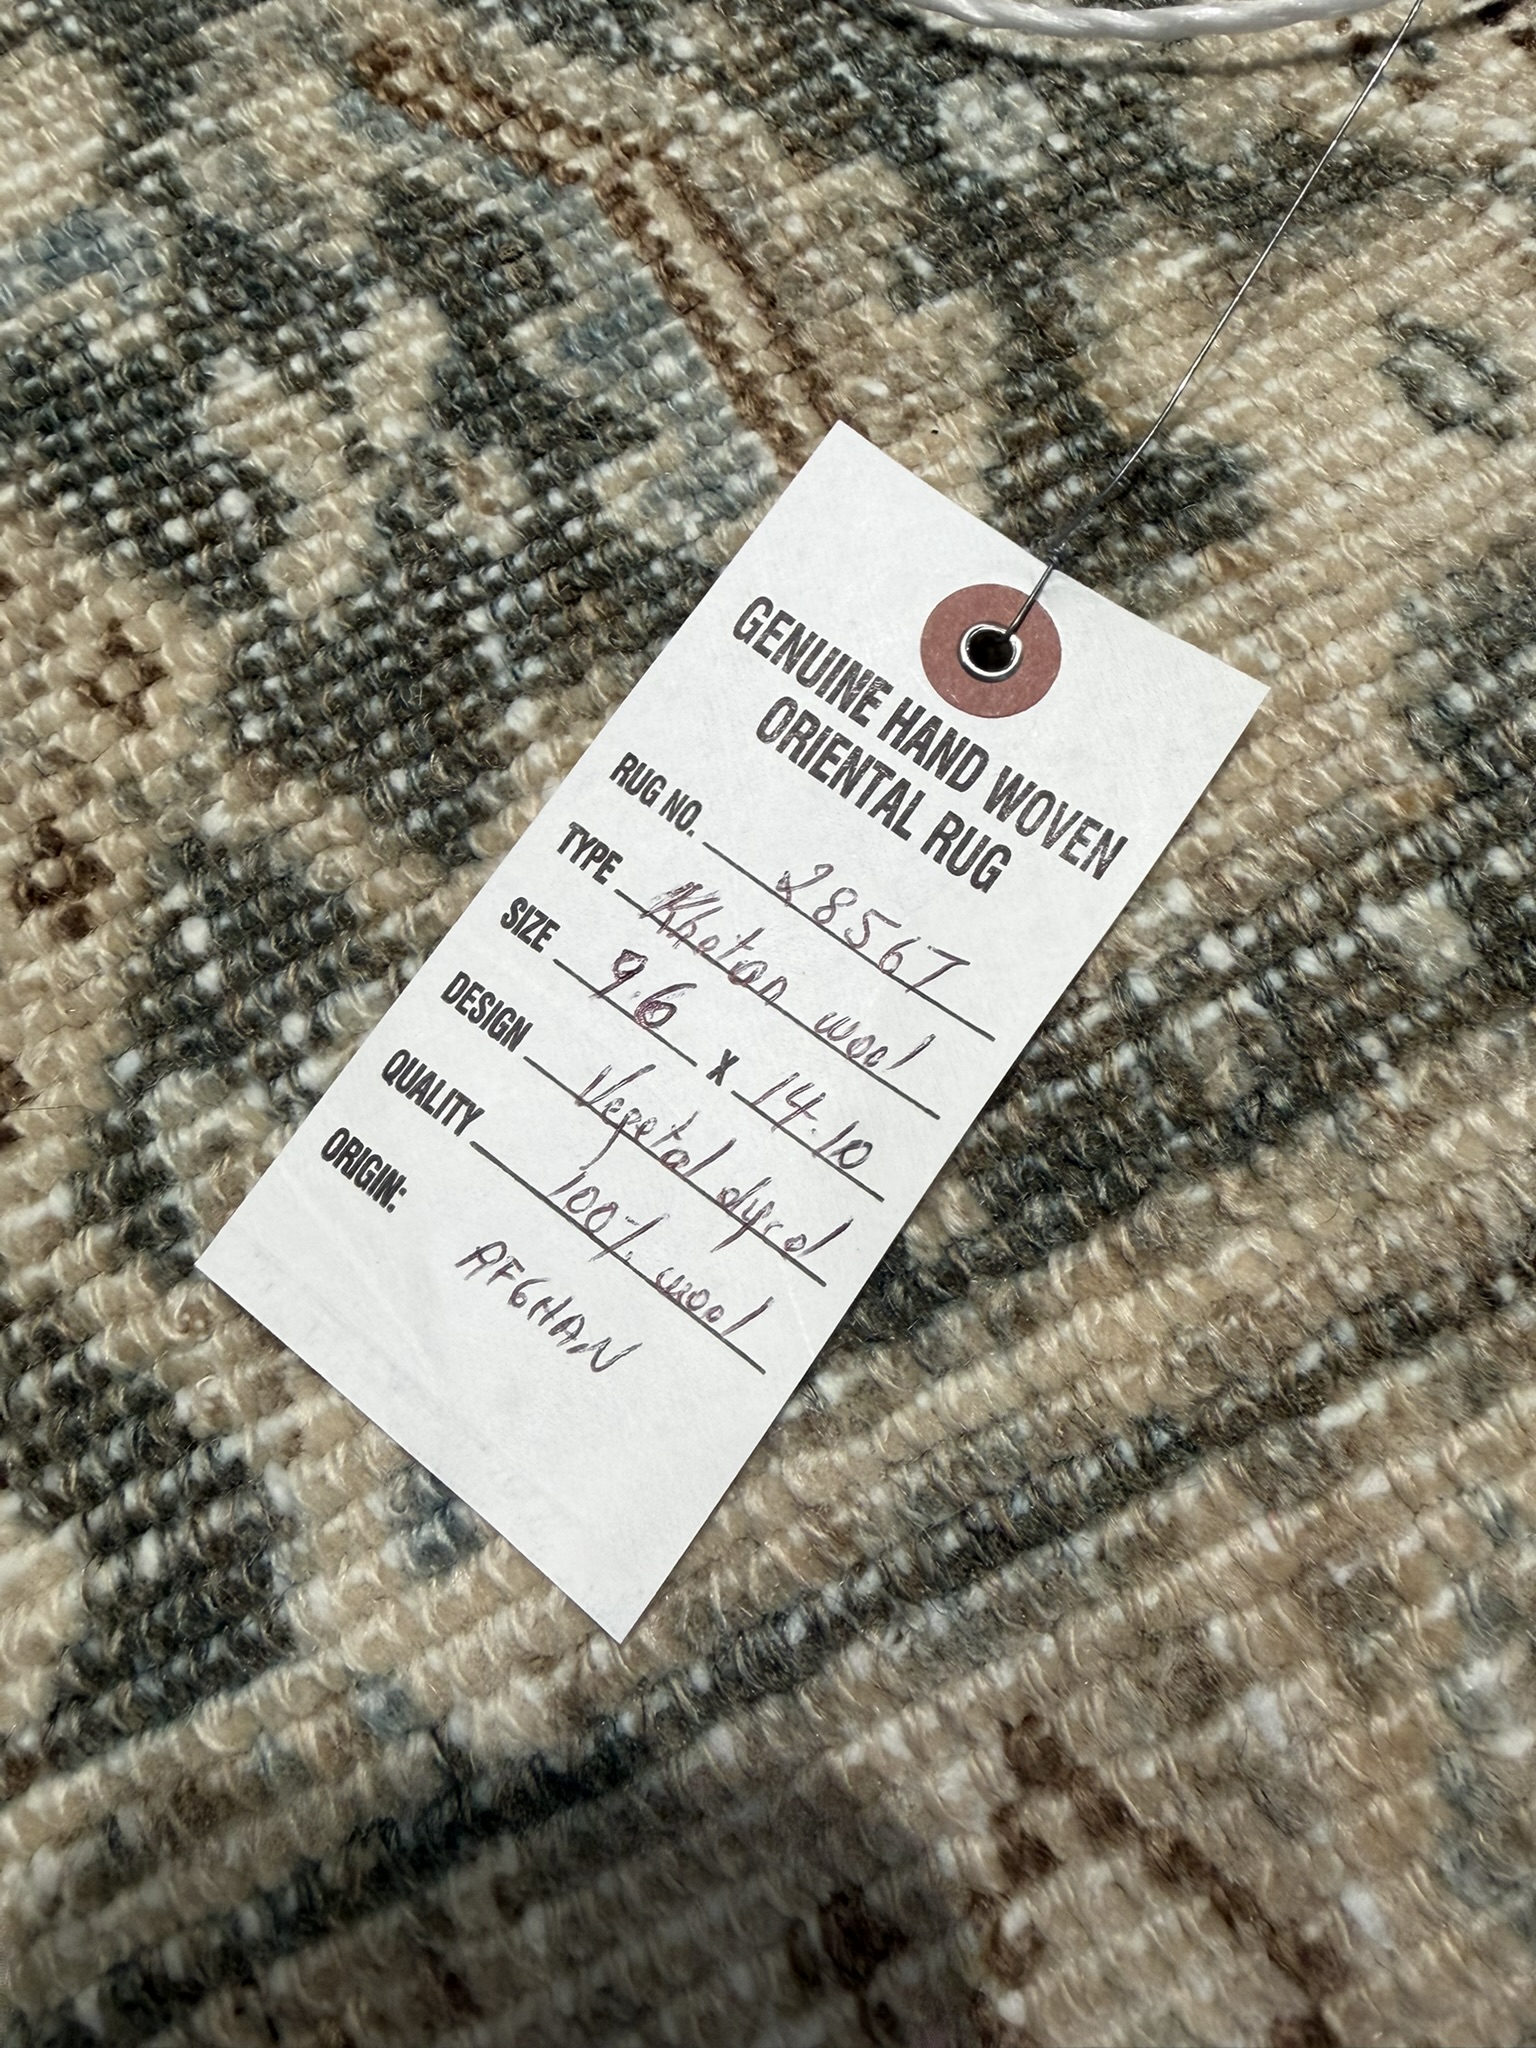 GENUINE HAND WOVEN
ORIENTAL RUG
RUG NO. 28567
TYPE Khotan wool
SIZE 9.6 X 14.10
DESIGN Vegetal dyed
QUALITY 100% wool
ORIGIN:
AFGHAN